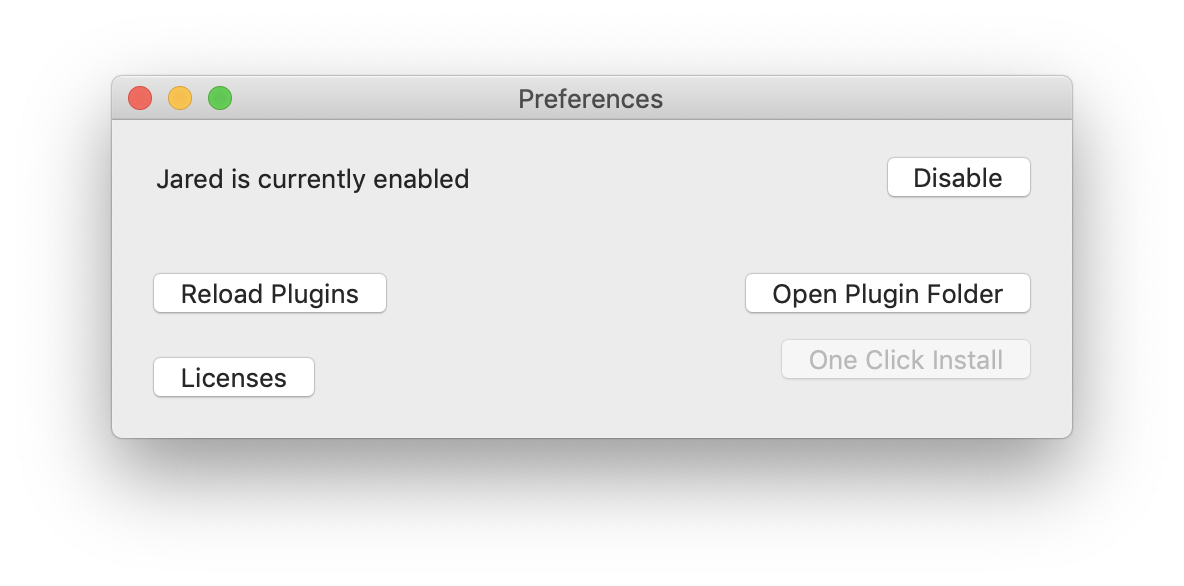 Preferences
Jared is currently enabled
Disable
Reload Plugins
Open Plugin Folder
One Click Install
Licenses